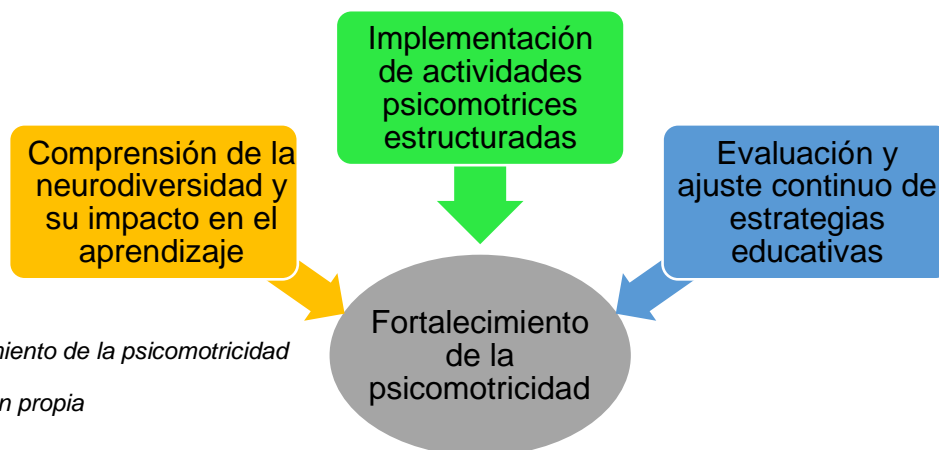 Implementación
de actividades
psicomotrices
estructuradas
Comprensión de la
neurodiversidad y
su impacto en el
aprendizaje
Evaluación y
ajuste continuo de
estrategias
educativas
Fortalecimiento
de la
psicomotricidad
de la psicomotricidad
propia